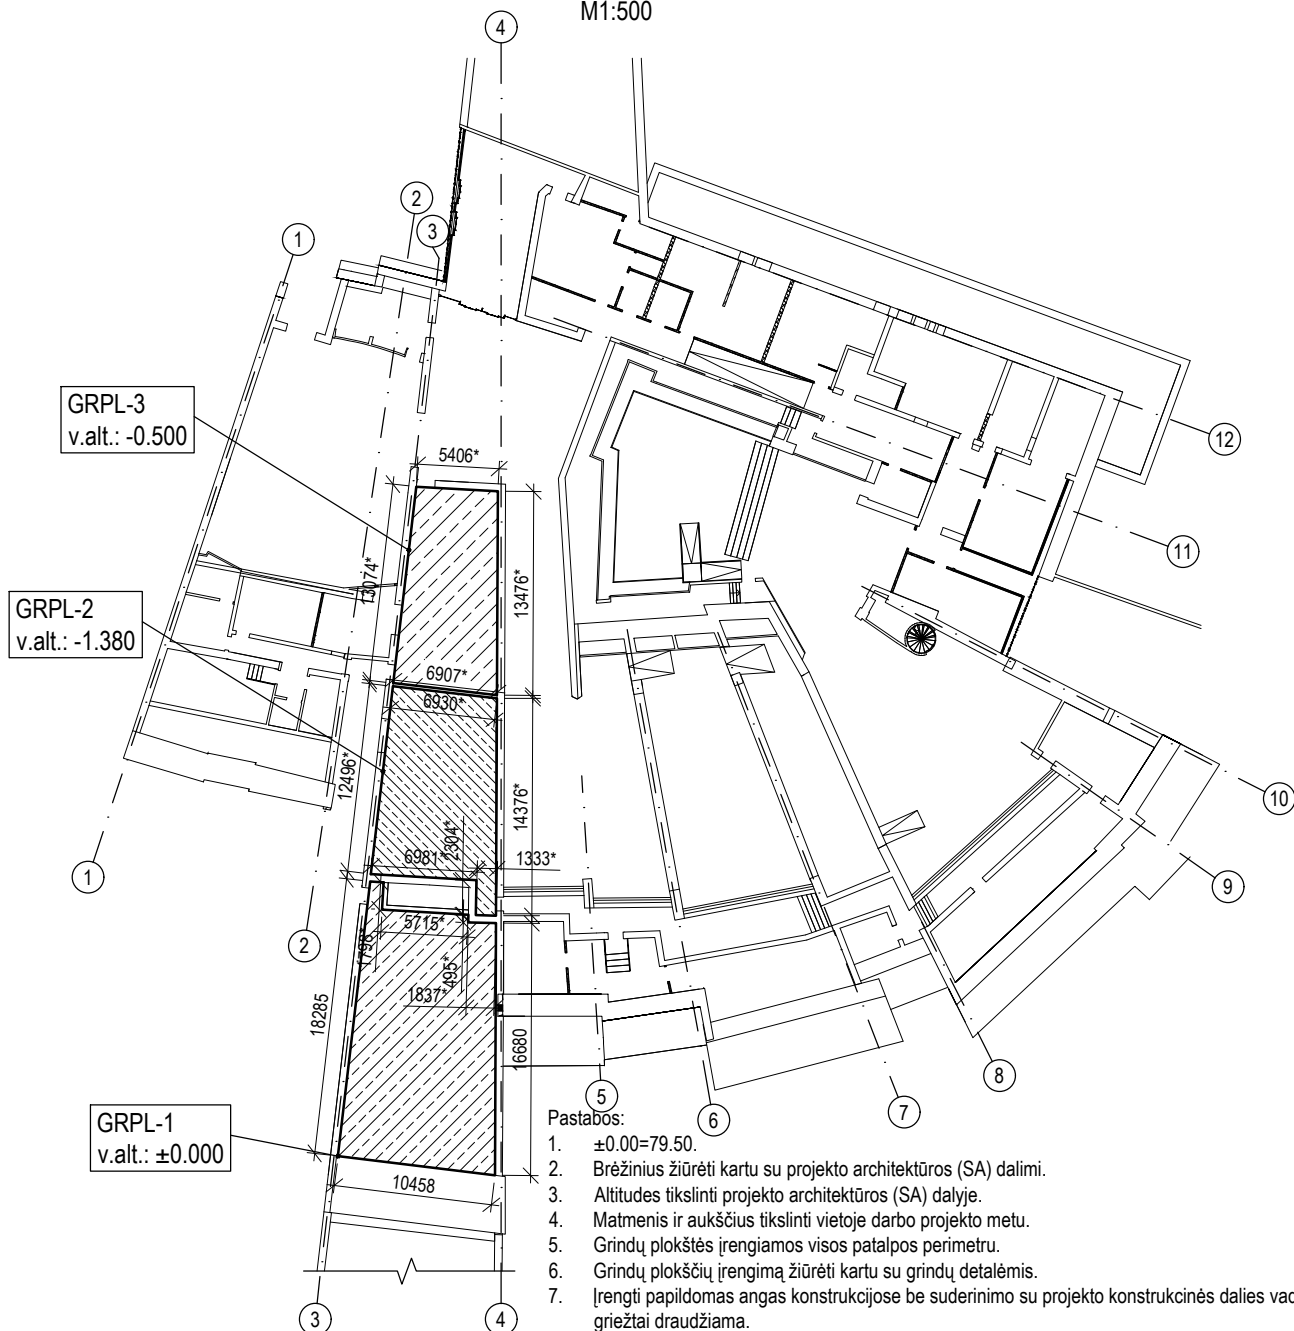 M1:500
4
2
3
1
GRPL-3
v.alt.: -0.500
5406*
12
13074*
13476*
11
GRPL-2
v.alt.: -1.380
6907*
6930*
12496*
14376*
10
2304*
6981*
1333*
1
9
5715*
2
1798*
495*
1837*
18285
16680
8
5
6
7
GRPL-1
v.alt.: ±0.000
10458
3
4
Pastabos:
1. ±0.00=79.50.
2. Brėžinius žiūrėti kartu su projekto architektūros (SA) dalimi.
3. Altitudes tikslinti projekto architektūros (SA) dalyje.
4. Matmenis ir aukščius tikslinti vietoje darbo projekto metu.
5. Grindų plokštės įrengiamos visos patalpos perimetru.
6. Grindų plokščių įrengimą žiūrėti kartu su grindų detalėmis.
7. Įrengti papildomas angas konstrukcijose be suderinimo su projekto konstrukcinės dalies vad
griežtai draudžiama.